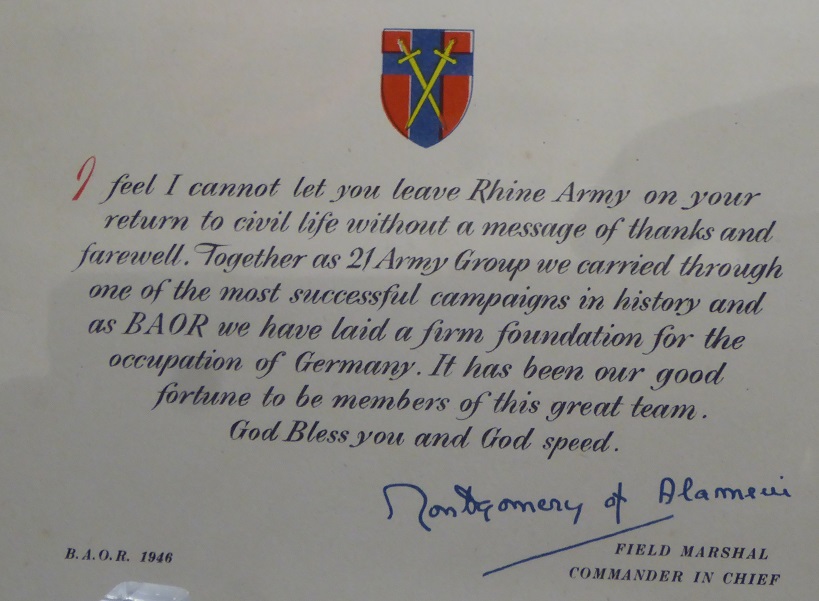 I feel I cannot let you leave Rhine Army on your
return to civil life without a message of thanks and
farewell. Together as 21 Army Group we carried through
one of the most successful campaigns in history and
as BAOR we have laid a firm foundation for the
occupation of Germany. It has been our good
fortune to be members of this great team.
God Bless you and God speed.
Montgomery of Alamein
B.A.O.R. 1946
FIELD MARSHAL
COMMANDER IN CHIEF